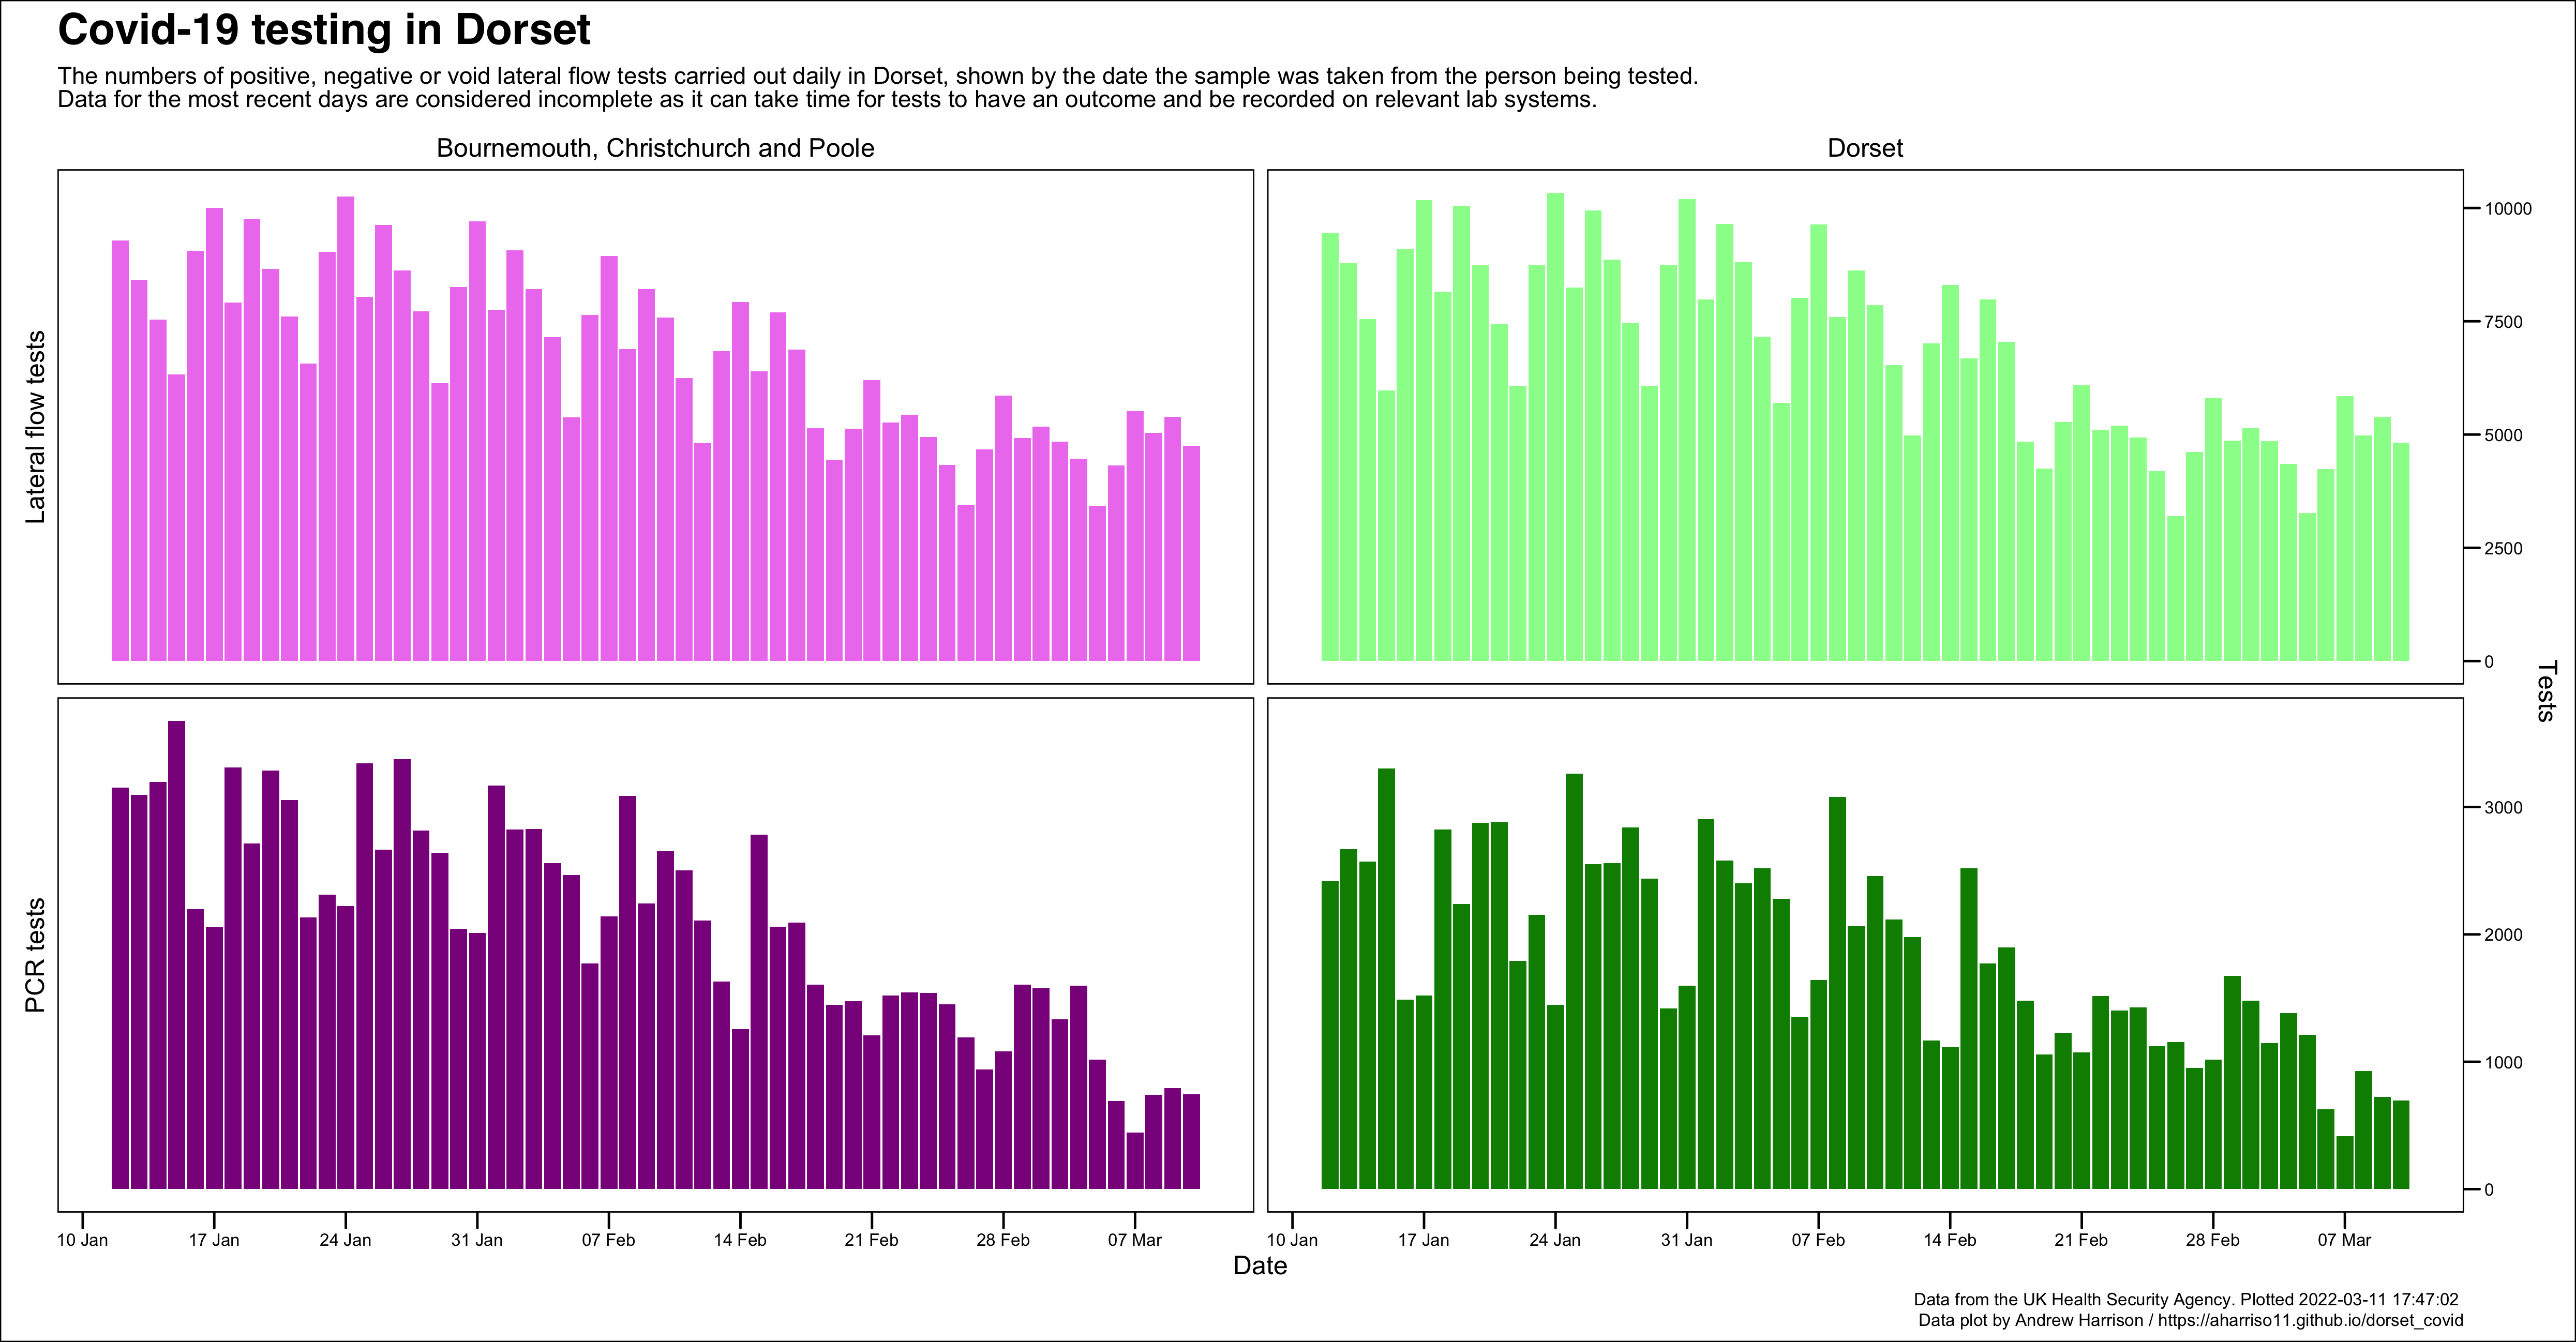 Covid-19 testing in Dorset
The numbers of positive, negative or void lateral flow tests carried out daily in Dorset, shown by the date the sample was taken from the person being tested.
Data for the most recent days are considered incomplete as it can take time for tests to have an outcome and be recorded on relevant lab systems.
Bournemouth, Christchurch and Poole
Dorset
Lateral flow tests
10000
7500
5000
2500
0
Tests
PCR tests
3000
2000
1000
0
10 Jan
17 Jan
24 Jan
31 Jan
07 Feb
14 Feb
21 Feb
28 Feb
07 Mar
10 Jan
17 Jan
24 Jan
31 Jan
07 Feb
14 Feb
21 Feb
28 Feb
07 Mar
Date
Data from the UK Health Security Agency. Plotted 2022-03-11 17:47:02
Data plot by Andrew Harrison / https://aharriso11.github.io/dorset_covid